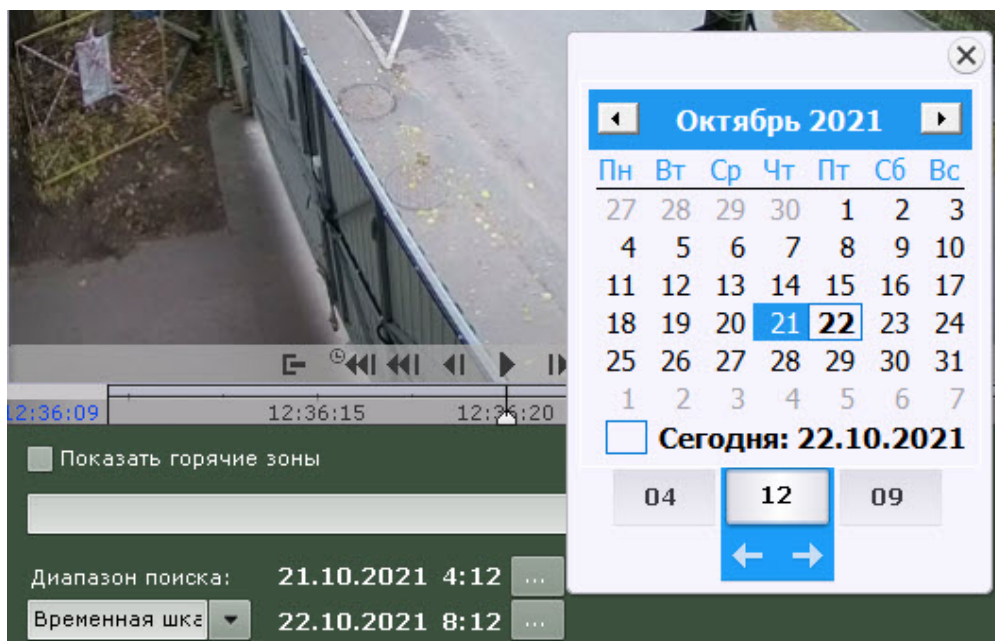 Октябрь 2021
Пн Вт Ср Чт Пт Сб Вс
27 28 29 30 1 2 3
4 5 6 7 8 9 10
11 12 13 14 15 16 17
18 19 20 21 22 23 24
25 26 27 28 29 30 31
1 2 3 4 5 6 7
Сегодня: 22.10.2021
04 12 09
12:36:09 12:36:15 12:36:20
Показать горячие зоны
Диапазон поиска: 21.10.2021 4:12 ...
Временная шка 22.10.2021 8:12 ...